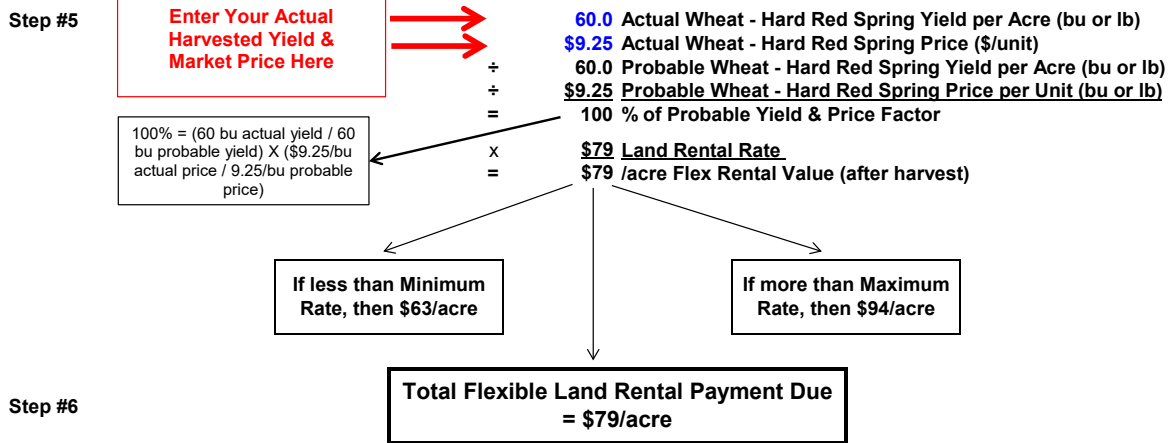 Step #5
Enter Your Actual
Harvested Yield &
Market Price Here
60.0 Actual Wheat - Hard Red Spring Yield per Acre (bu or lb)
$9.25 Actual Wheat - Hard Red Spring Price ($/unit)
÷ 60.0 Probable Wheat - Hard Red Spring Yield per Acre (bu or lb)
÷ $9.25 Probable Wheat - Hard Red Spring Price per Unit (bu or lb)
= 100 % of Probable Yield & Price Factor
100% = (60 bu actual yield / 60
bu probable yield) X ($9.25/bu
actual price / 9.25/bu probable
price)
x $79 Land Rental Rate
= $79 /acre Flex Rental Value (after harvest)
If less than Minimum
Rate, then $63/acre
If more than Maximum
Rate, then $94/acre
Step #6
Total Flexible Land Rental Payment Due
= $79/acre